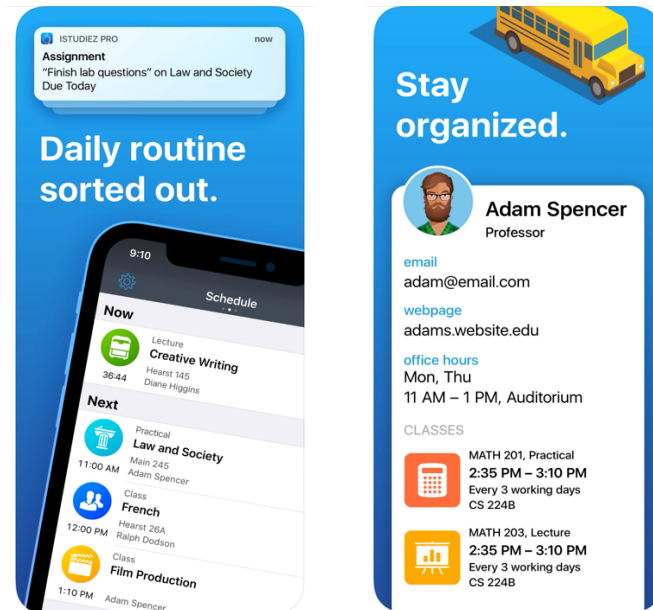 ISTUDIEZ PRO now
Assignment
“Finish lab questions” on Law and Society
Due Today
Daily routine
sorted out.
9:10
Schedule
Now
Lecture
Creative Writing
36:44
Hearst 145
Diane Higgins
Next
Practical
Law and Society
11:00 AM
Main 245
Adam Spencer
Class
French
12:00 PM
Hearst 26A
Ralph Dodson
Class
Film Production
1:10 PM
Adam Spencer
Stay
organized.
Adam Spencer
Professor
email
adam@email.com
webpage
adams.website.edu
office hours
Mon, Thu
11 AM – 1 PM, Auditorium
CLASSES
MATH 201, Practical
2:35 PM – 3:10 PM
Every 3 working days
CS 224B
MATH 203, Lecture
2:35 PM – 3:10 PM
Every 3 working days
CS 224B